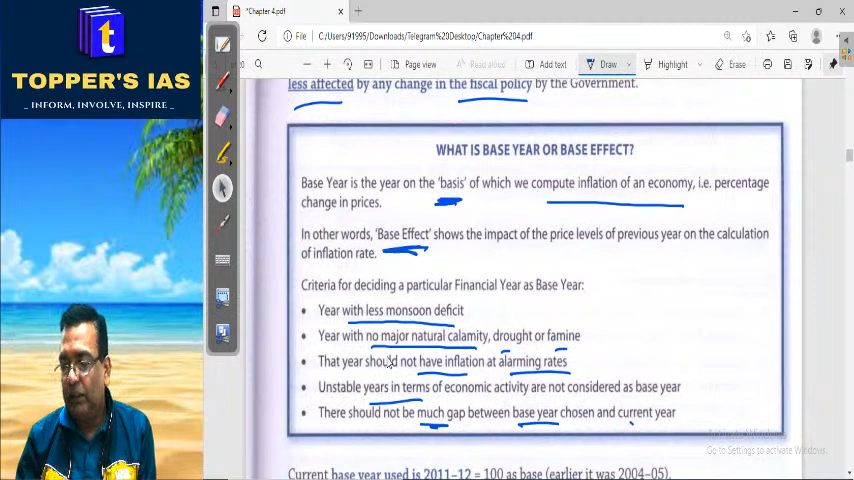 *Chapter 4.pdf
File
C:/Users/91995/Downloads/Telegram%20Desktop/Chapter%204.pdf
Page view
Read aloud
Add text
Draw
Highlight
Erase
TOPPER'S IAS
_ INFORM, INVOLVE, INSPIRE _
less affected by any change in the fiscal policy by the Government.
WHAT IS BASE YEAR OR BASE EFFECT?
Base Year is the year on the 'basis' of which we compute inflation of an economy, i.e. percentage
change in prices.
In other words, 'Base Effect' shows the impact of the price levels of previous year on the calculation
of inflation rate.
Criteria for deciding a particular Financial Year as Base Year:
• Year with less monsoon deficit
• Year with no major natural calamity, drought or famine
• That year should not have inflation at alarming rates
• Unstable years in terms of economic activity are not considered as base year
• There should not be much gap between base year chosen and current year
Activate Windows
Go to Settings to activate Windows.
Current base year used is 2011–12 = 100 as base (earlier it was 2004–05).